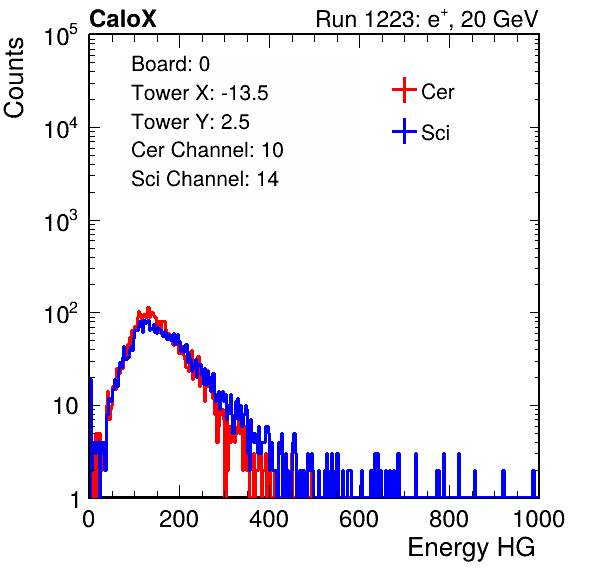 CaloX Run 1223: e⁺, 20 GeV
Board: 0
Tower X: -13.5
Tower Y: 2.5
Cer Channel: 10
Sci Channel: 14
Cer
Sci
Counts
10⁵
10⁴
10³
10²
10
1
0 200 400 600 800 1000
Energy HG